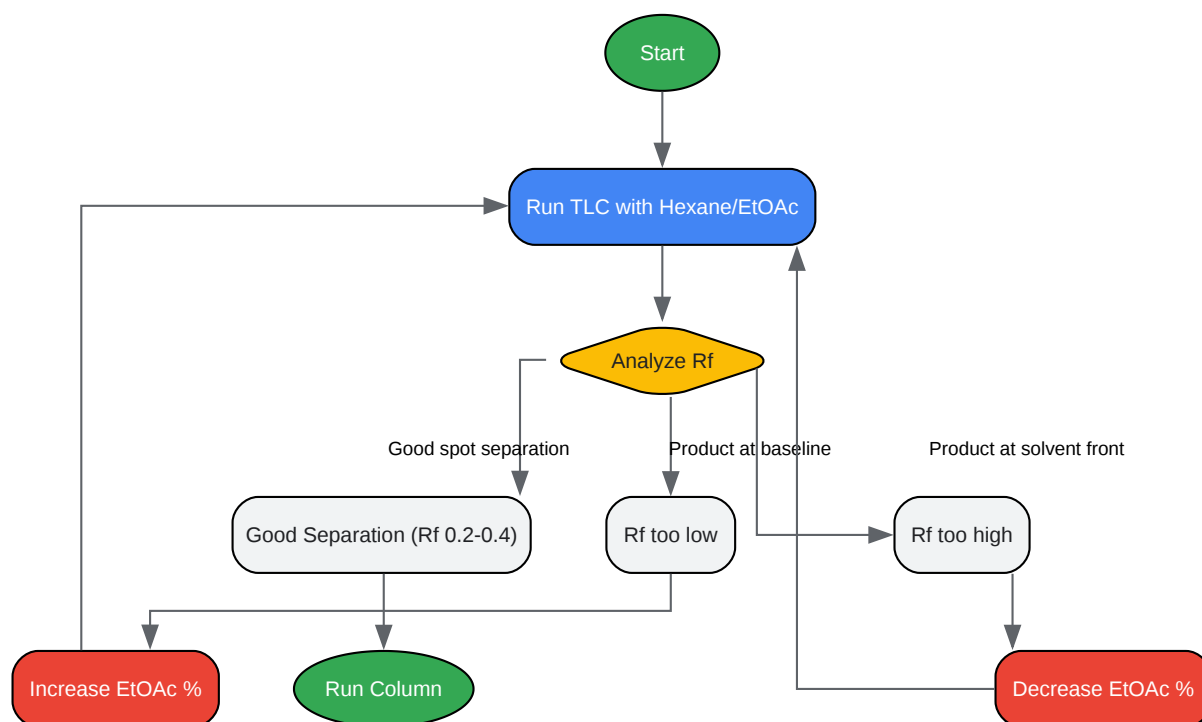 Start
Run TLC with Hexane/EtOAc
Analyze Rf
Good spot separation
Product at baseline
Product at solvent front
Good Separation (Rf 0.2-0.4)
Rf too low
Rf too high
Increase EtOAc %
Run Column
Decrease EtOAc %